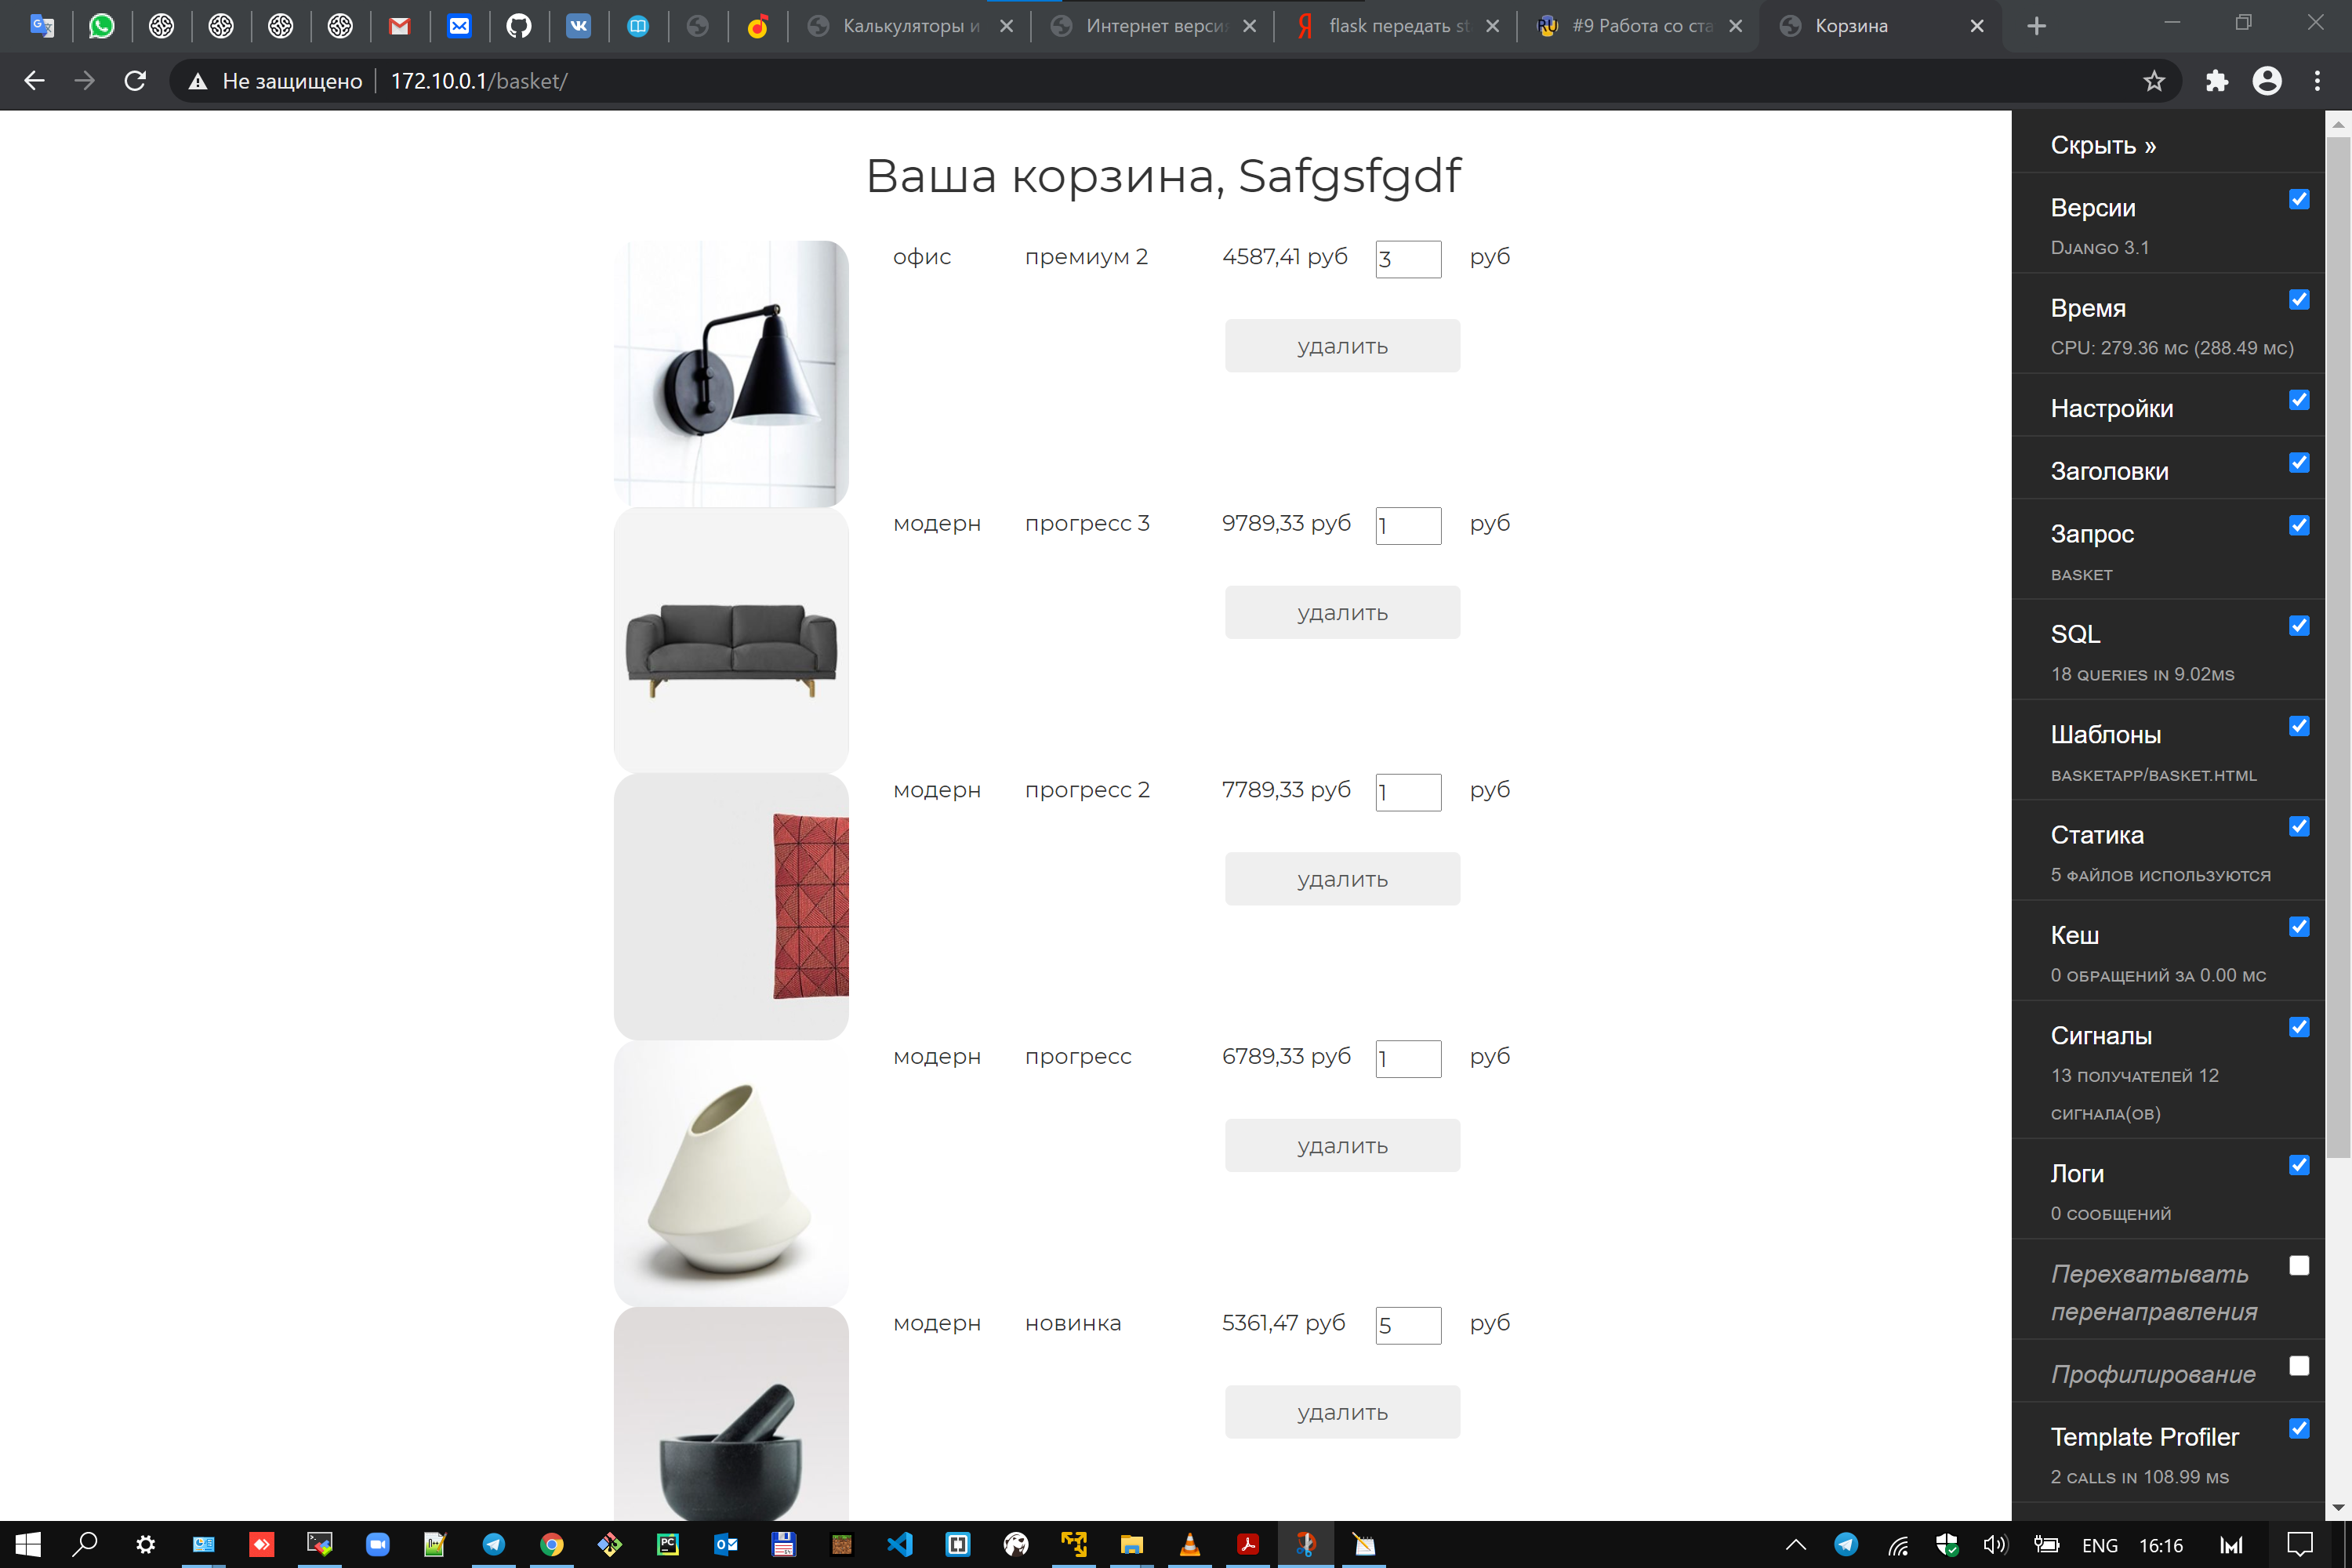 Калькуляторы и
Интернет верси
flask передать st
#9 Работа со ста
Корзина
Не защищено
172.10.0.1/basket/
Ваша корзина, Safgsfgdf
офис премиум 2 4587,41 руб 3 руб
удалить
модерн прогресс 3 9789,33 руб 1 руб
удалить
модерн прогресс 2 7789,33 руб 1 руб
удалить
модерн прогресс 6789,33 руб 1 руб
удалить
модерн новинка 5361,47 руб 5 руб
удалить
Скрыть »
Версии
Django 3.1
Время
CPU: 279.36 мс (288.49 мс)
Настройки
Заголовки
Запрос
basket
SQL
18 queries in 9.02ms
Шаблоны
basketapp/basket.html
Статика
5 файлов используются
Кеш
0 обращений за 0.00 мс
Сигналы
13 получателей 12
сигнала(ов)
Логи
0 сообщений
Перехватывать
перенаправления
Профилирование
Template Profiler
2 calls in 108.99 ms
ENG 16:16